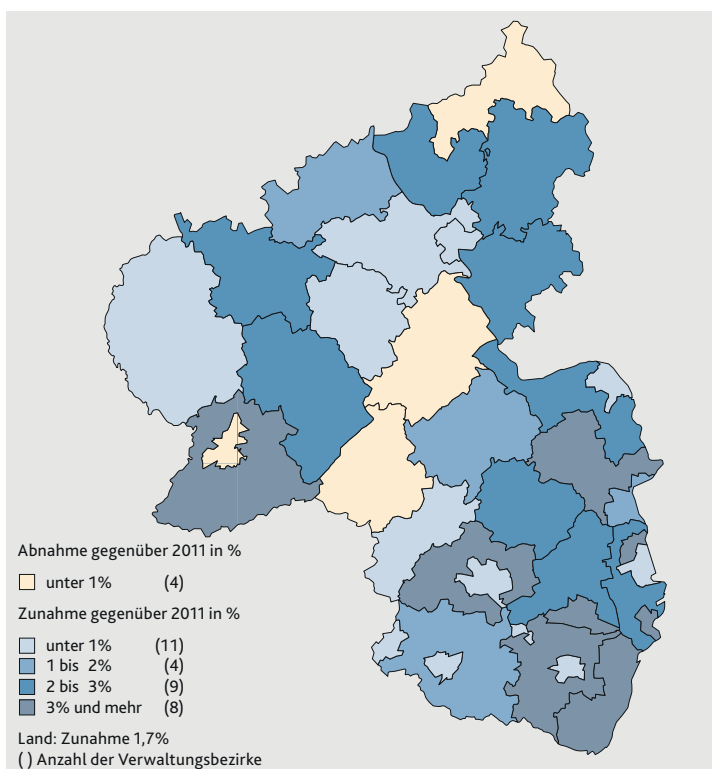 Abnahme gegenüber 2011 in %
unter 1% (4)
Zunahme gegenüber 2011 in %
unter 1% (11)
1 bis 2% (4)
2 bis 3% (9)
3% und mehr (8)
Land: Zunahme 1,7%
( ) Anzahl der Verwaltungsbezirke